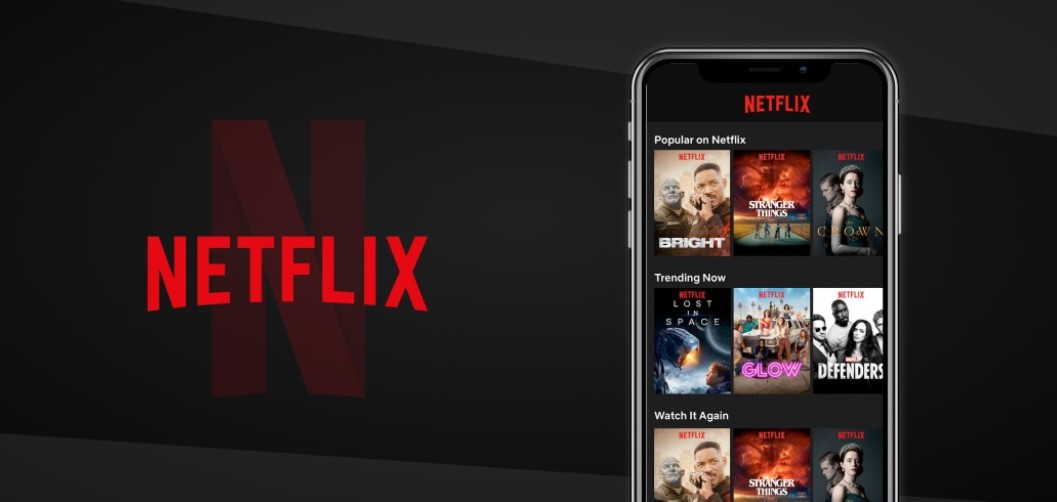 NETFLIX
NETFLIX
Popular on Netflix
NETFLIX NETFLIX NETFLIX
BRIGHT
STRANGER
THINGS
CROWN
Trending Now
NETFLIX NETFLIX NETFLIX
LOST
IN
SPACE
GLOW
DEFENDERS
Watch It Again
NETFLIX NETFLIX NETFLIX
STRANGER
THINGS